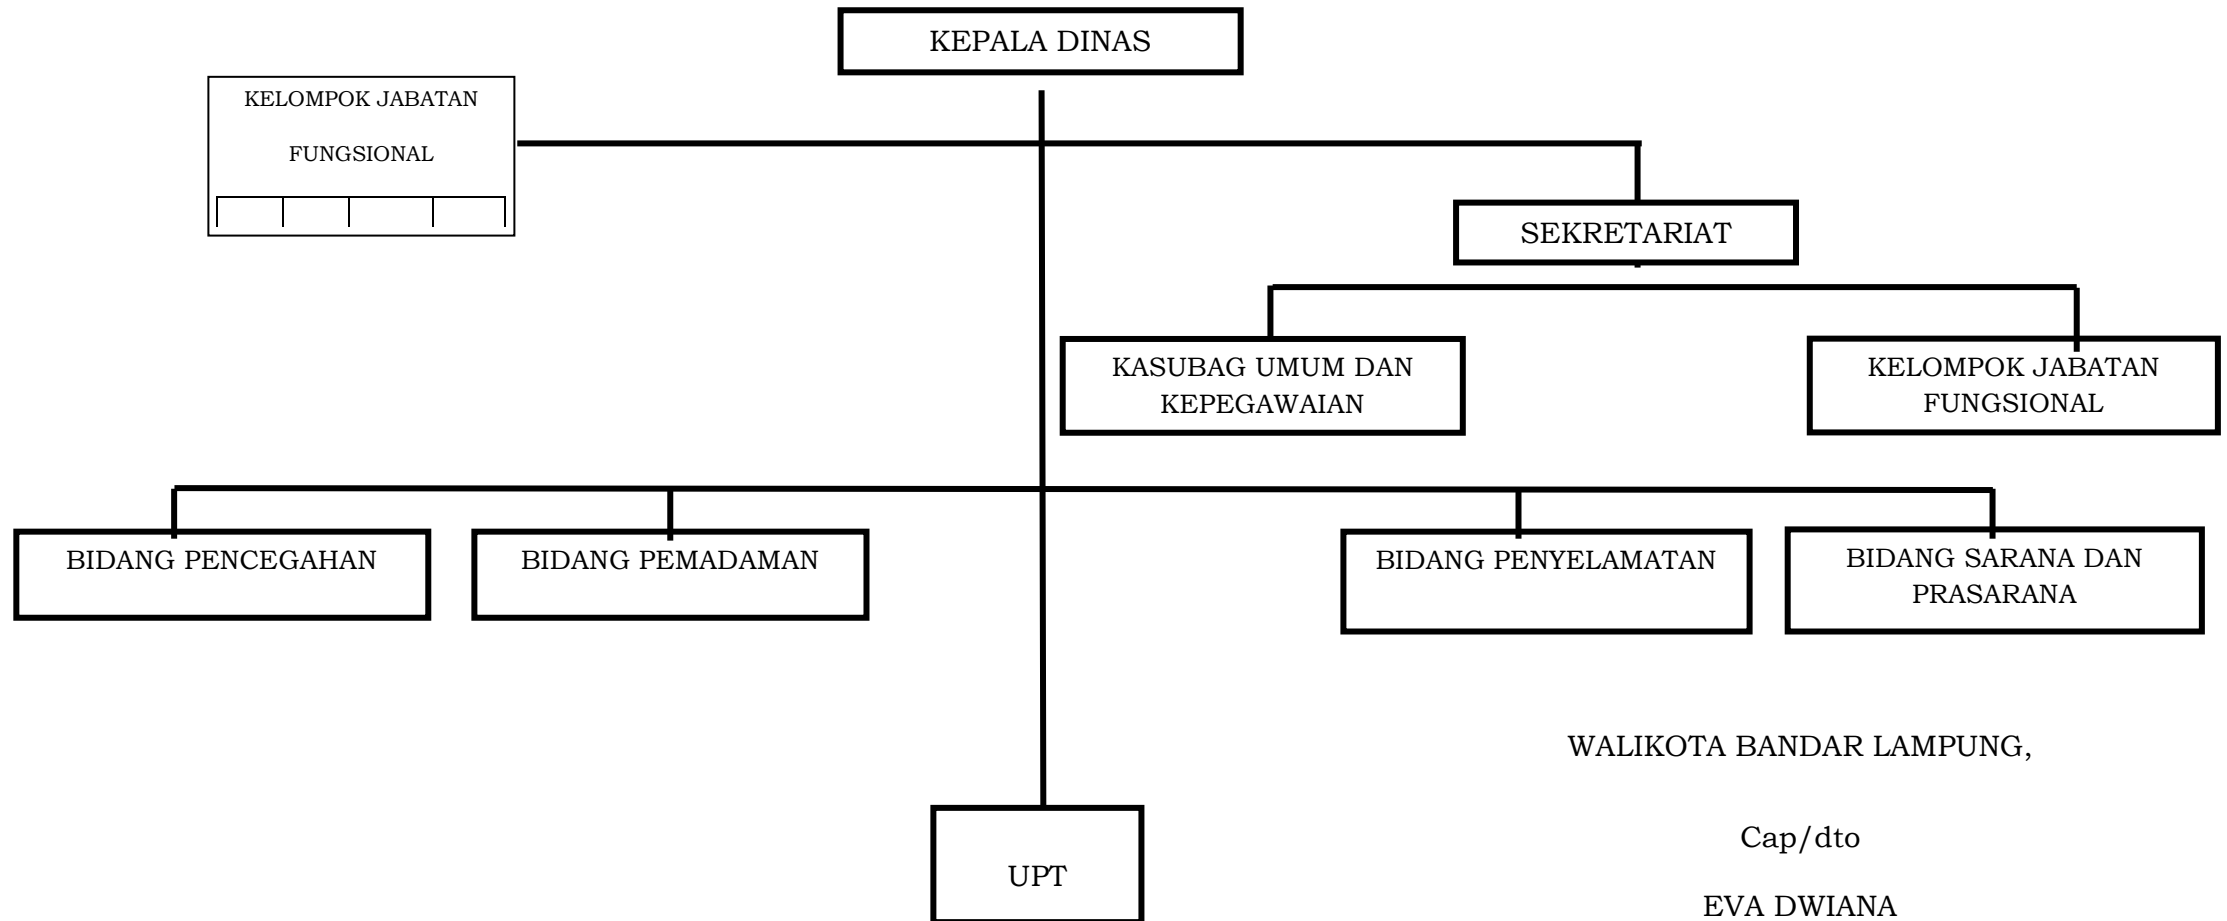 KEPALA DINAS
KELOMPOK JABATAN
FUNGSIONAL
SEKRETARIAT
KASUBAG UMUM DAN
KEPEGAWAIAN
KELOMPOK JABATAN
FUNGSIONAL
BIDANG PENCEGAHAN
BIDANG PEMADAMAN
BIDANG PENYELAMATAN
BIDANG SARANA DAN
PRASARANA
WALIKOTA BANDAR LAMPUNG,
Cap/dto
UPT
EVA DWIANA